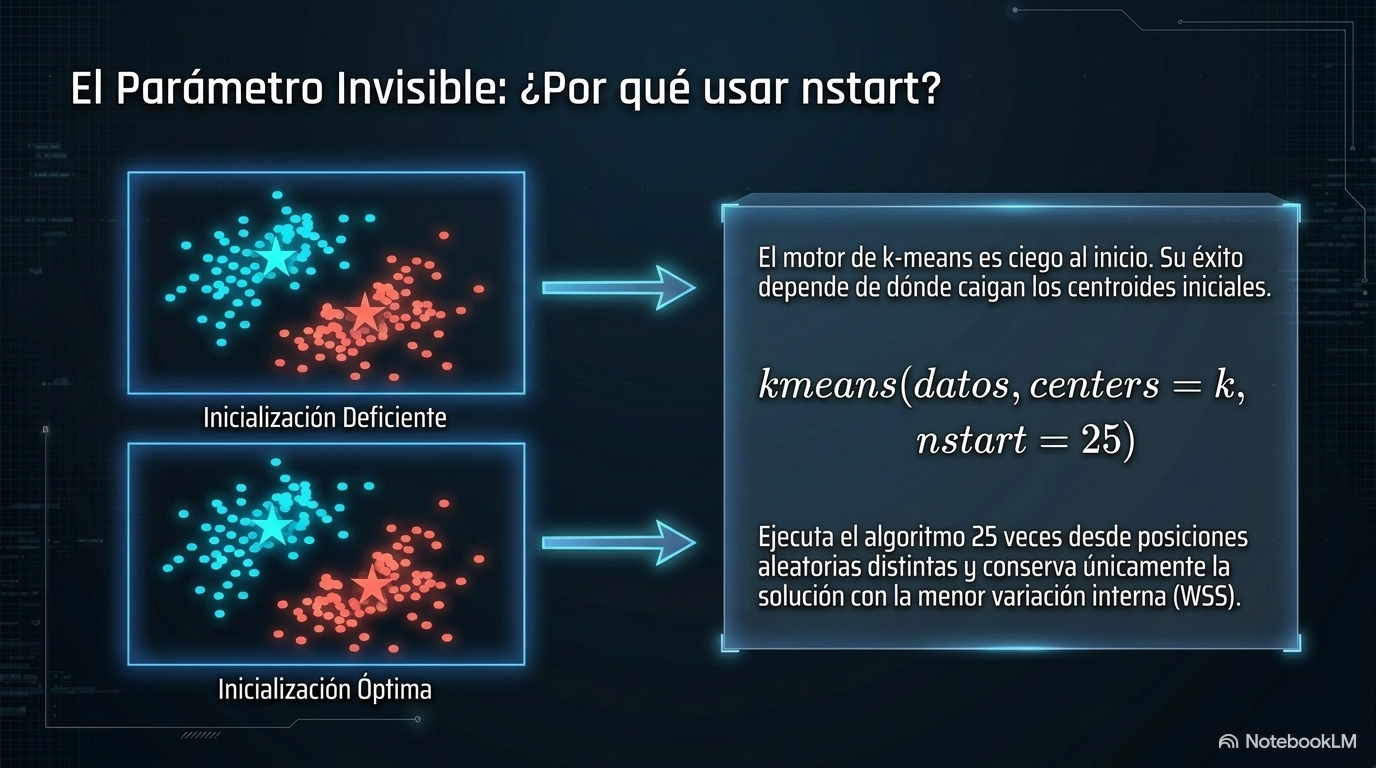 El Parámetro Invisible: ¿Por qué usar nstart?
Inicialización Deficiente
Inicialización Óptima
El motor de k-means es ciego al inicio. Su éxito
depende de dónde caigan los centroides iniciales.
kmeans(datos, centers = k,
nstart = 25)
Ejecuta el algoritmo 25 veces desde posiciones
aleatorias distintas y conserva únicamente la
solución con la menor variación interna (WSS).
NotebookLM